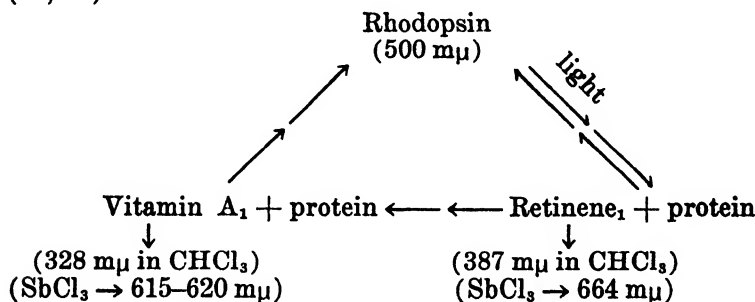 Rhodopsin
(500 mµ)
light
Vitamin A₁ + protein ←← Retinene₁ + protein
(328 mµ in CHCl₃) (387 mµ in CHCl₃)
(SbCl₃ → 615–620 mµ) (SbCl₃ → 664 mµ)